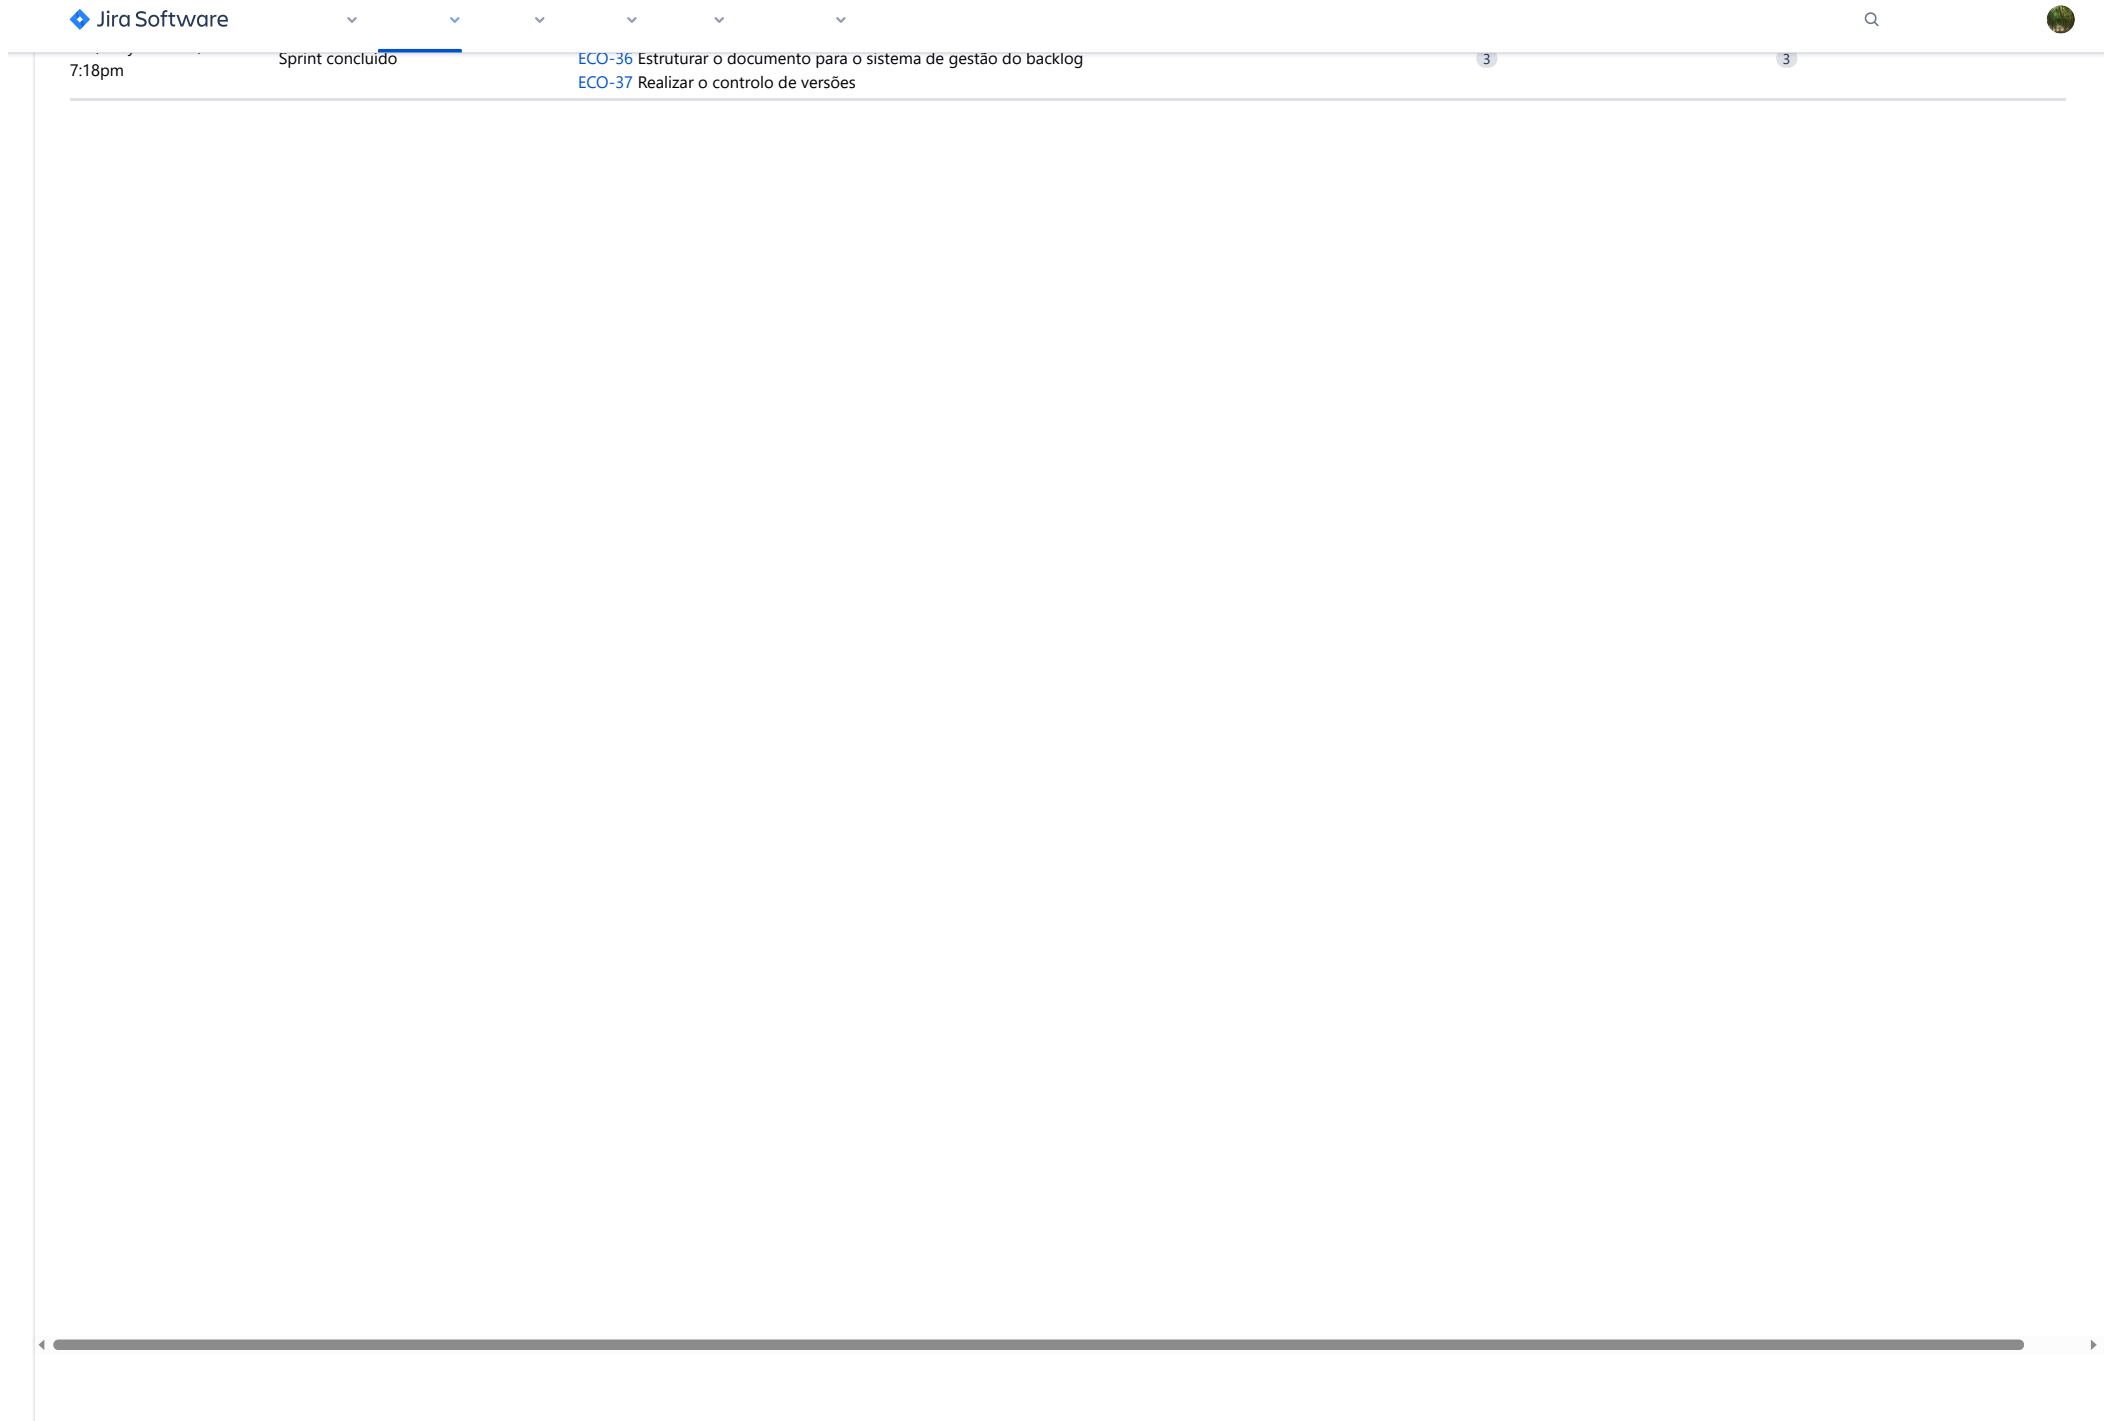 Jira Software
Sprint concluído
ECO-36 Estruturar o documento para o sistema de gestão do backlog
3
3
7:18pm
ECO-37 Realizar o controlo de versões